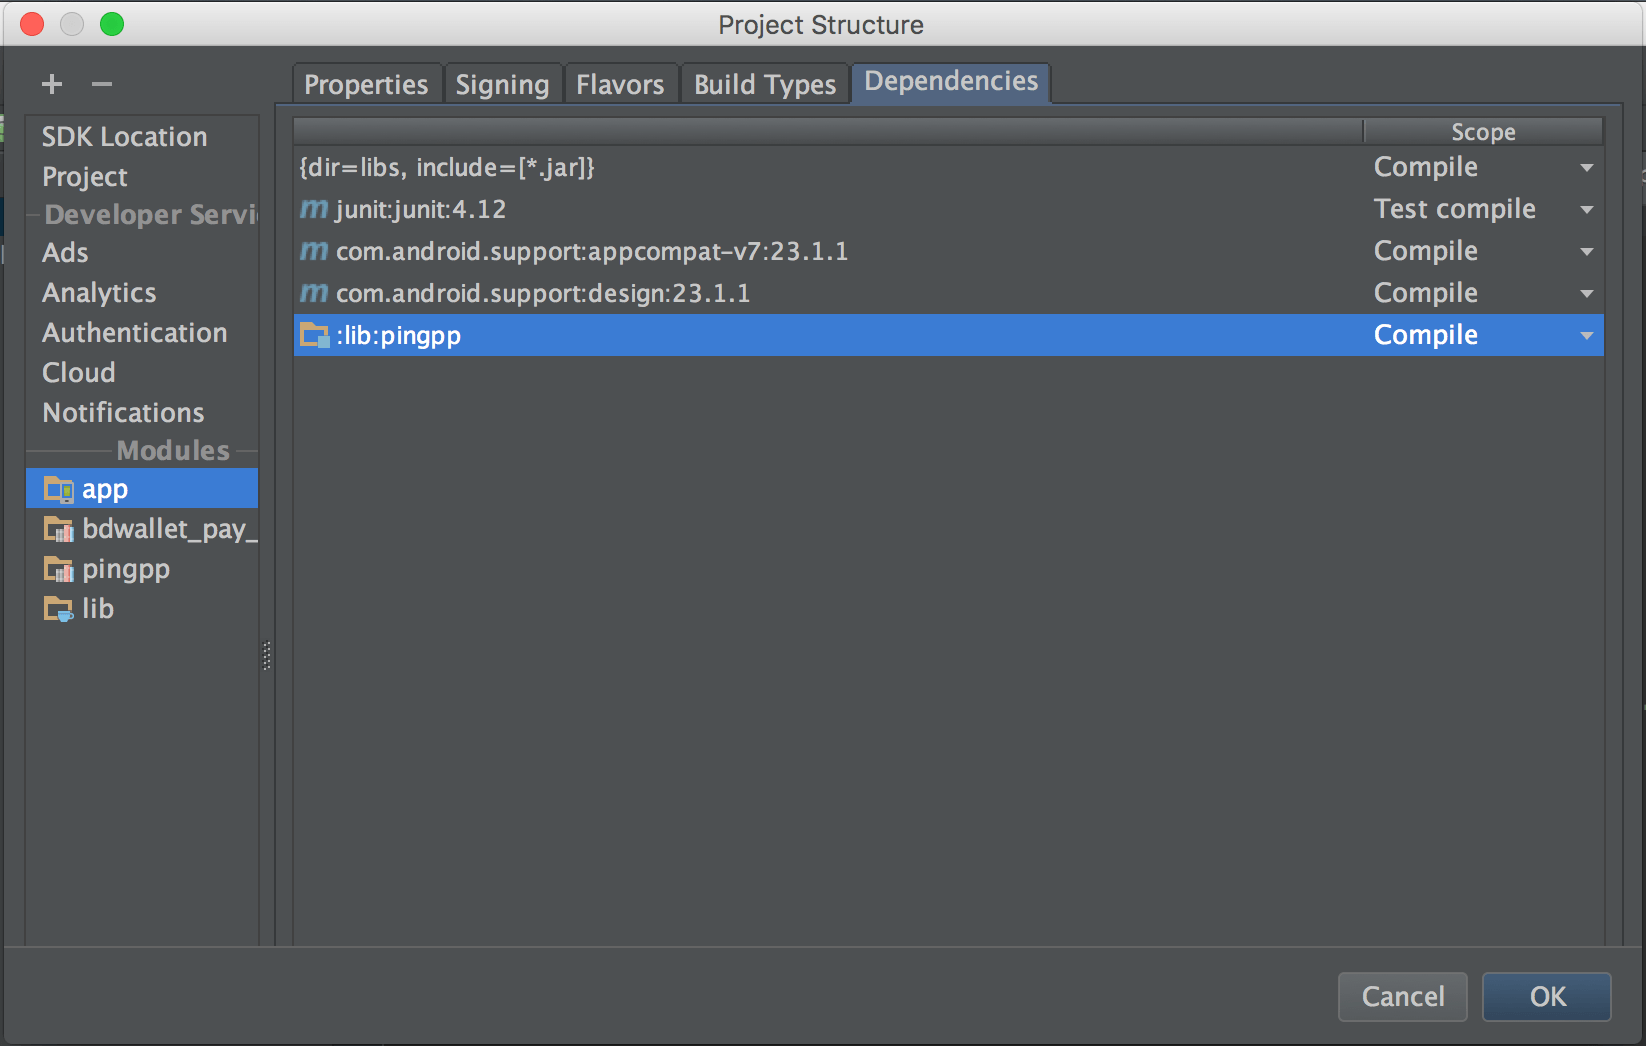 Project Structure
Properties
Signing
Flavors
Build Types
Dependencies
SDK Location
Project
Developer Servi
Ads
Analytics
Authentication
Cloud
Notifications
Modules
app
bdwallet_pay_
pingpp
lib
Scope
{dir=libs, include=[*.jar]} Compile
m junit:junit:4.12 Test compile
m com.android.support:appcompat-v7:23.1.1 Compile
m com.android.support:design:23.1.1 Compile
:lib:pingpp Compile
Cancel
OK